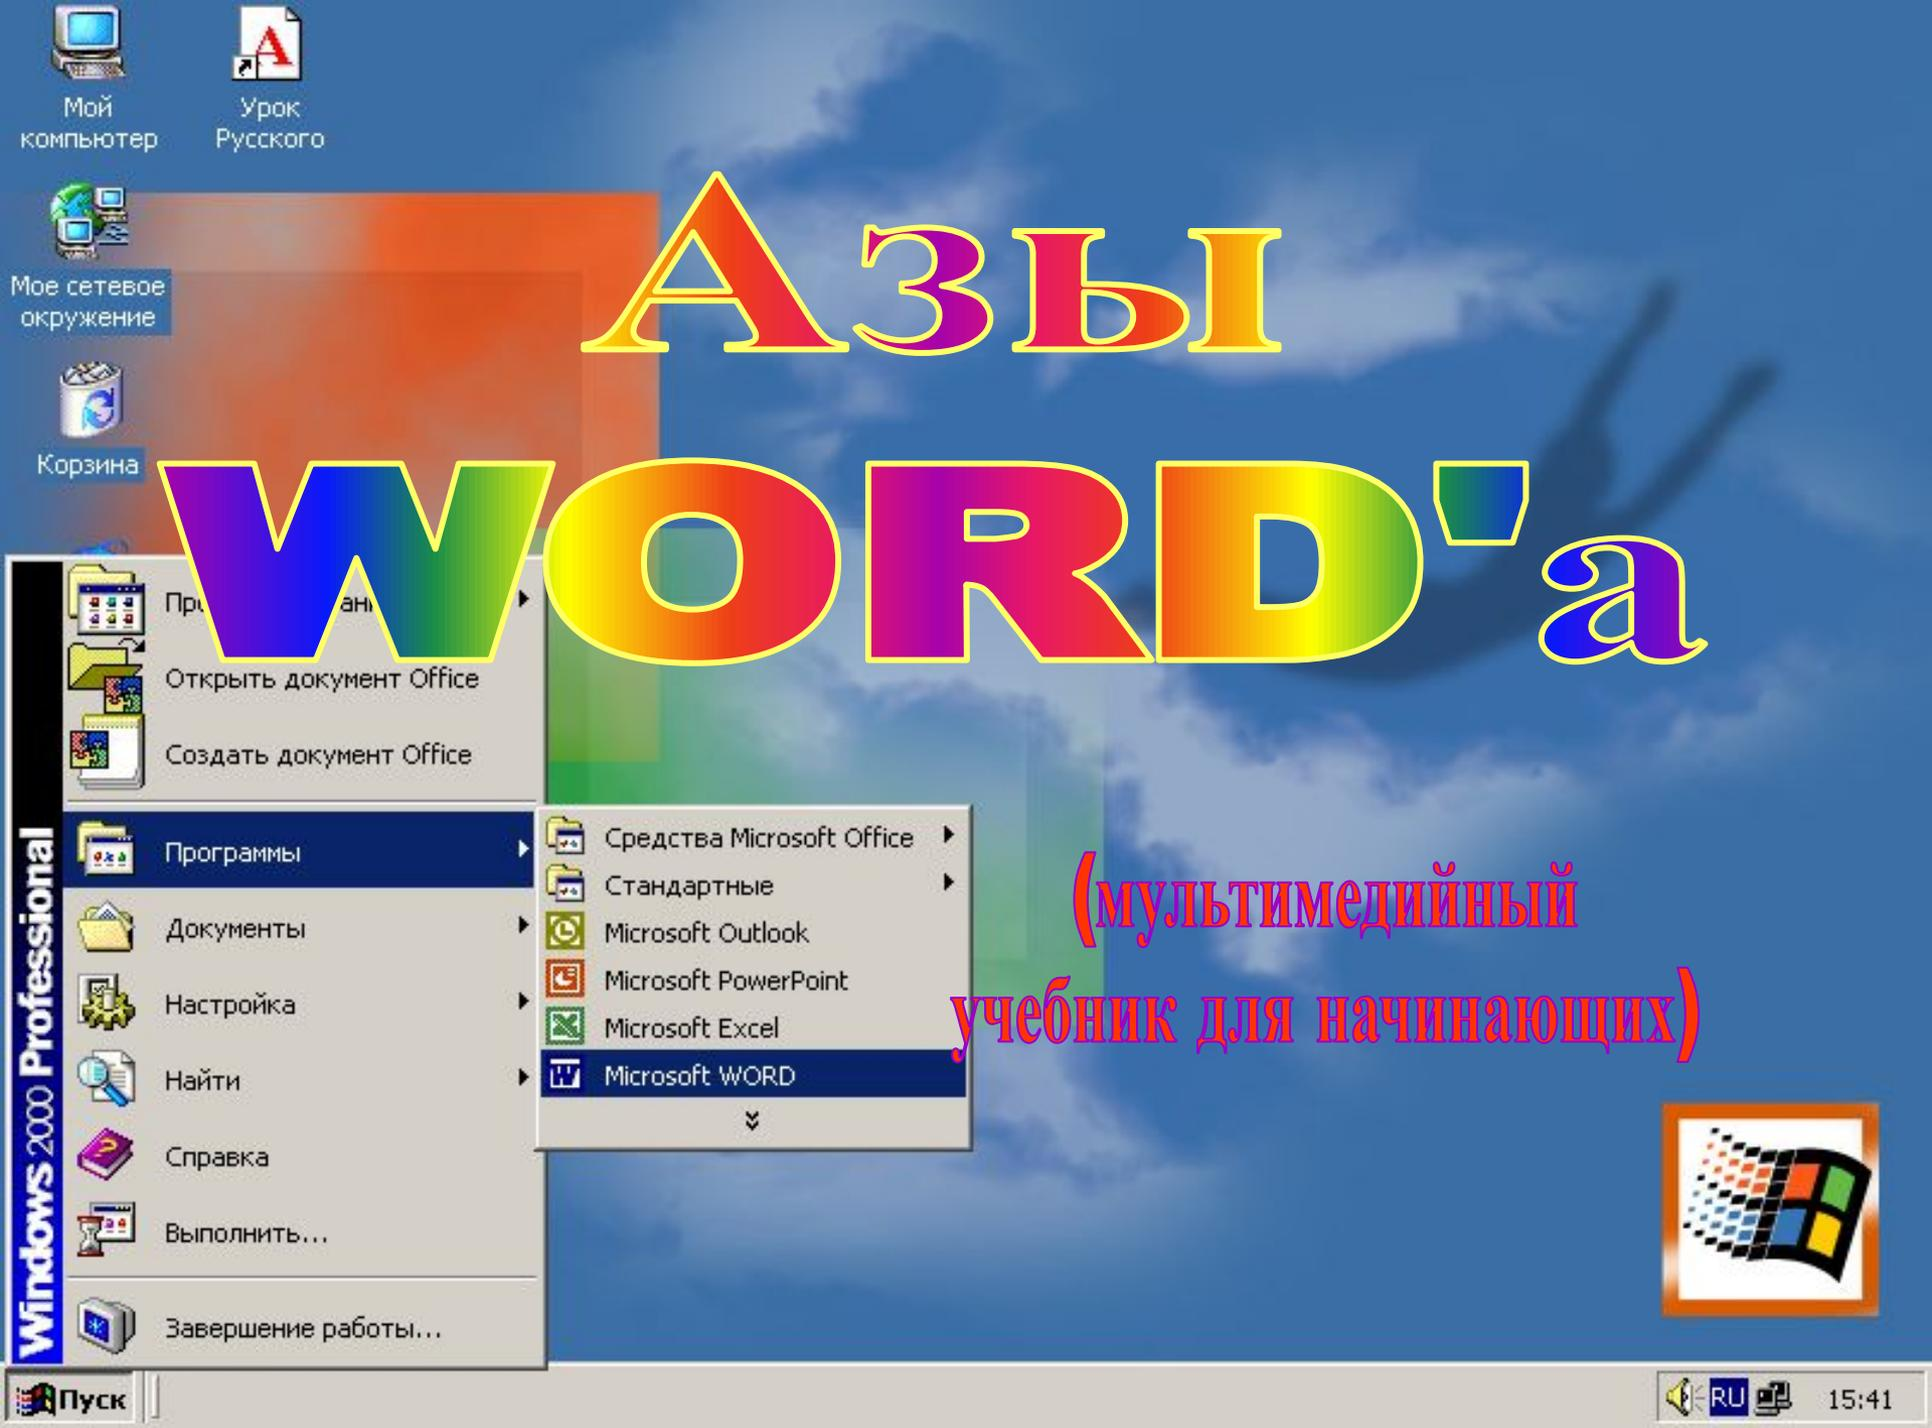 Мой
компьютер
Урок
Русского
Мое сетевое
окружение
Корзина
Азы
WORD'а
Открыть документ Office
Создать документ Office
Программы
Документы
Настройка
Найти
Справка
Выполнить...
Завершение работы...
Windows 2000 Professional
Средства Microsoft Office
Стандартные
Microsoft Outlook
Microsoft PowerPoint
Microsoft Excel
Microsoft WORD
(мультимедийный
учебник для начинающих)
Пуск
RU
15:41